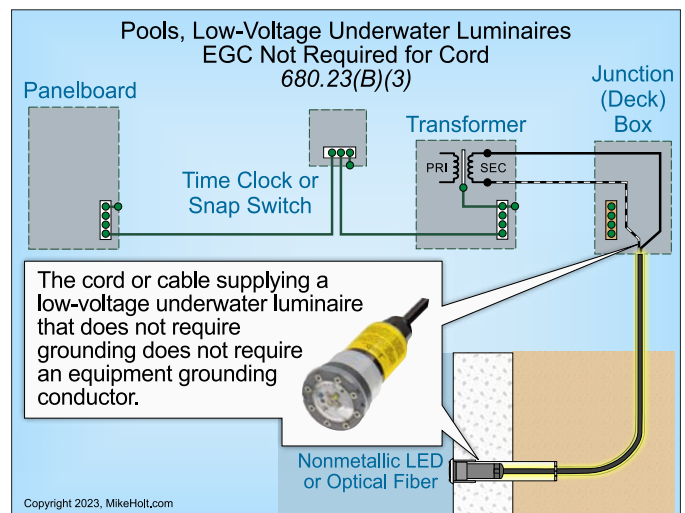 Pools, Low-Voltage Underwater Luminaires
EGC Not Required for Cord
680.23(B)(3)
Panelboard
Time Clock or
Snap Switch
Transformer
PRI
SEC
Junction
(Deck)
Box
The cord or cable supplying a
low-voltage underwater luminaire
that does not require
grounding does not require
an equipment grounding
conductor.
Nonmetallic LED
or Optical Fiber
Copyright 2023, MikeHolt.com